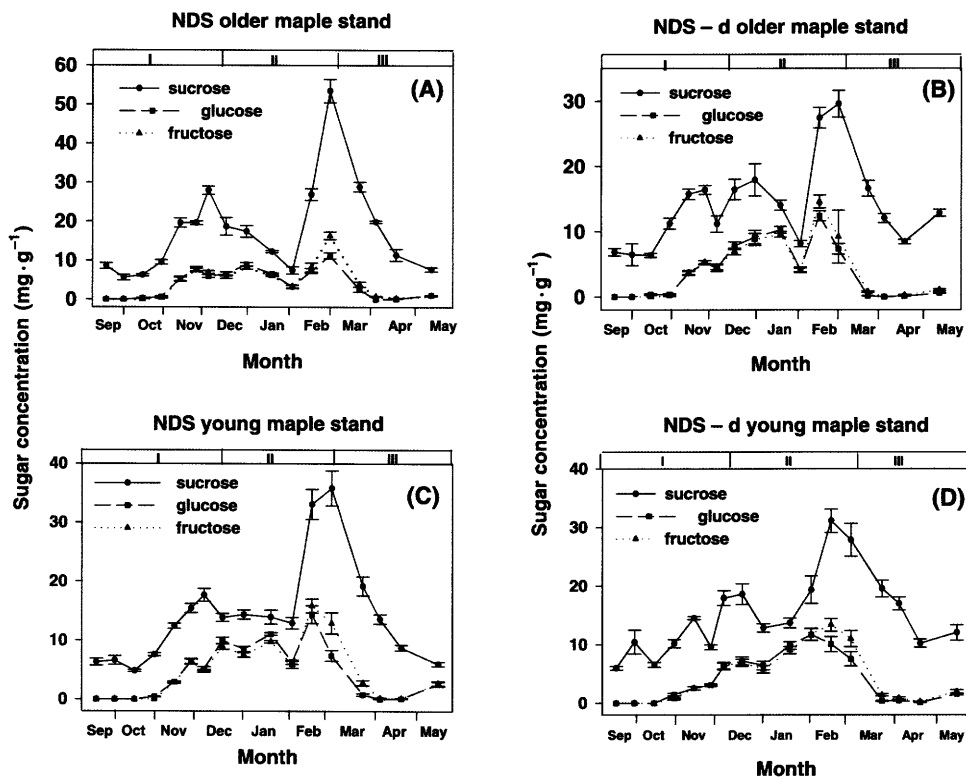 NDS older maple stand
I II III
60
50
40
30
20
10
0
sucrose
glucose
fructose
(A)
Sep Oct Nov Dec Jan Feb Mar Apr May
Month
NDS – d older maple stand
I II III
30
20
10
0
sucrose
glucose
fructose
(B)
Sep Oct Nov Dec Jan Feb Mar Apr May
Month
Sugar concentration (mg·g⁻¹)
Sugar concentration (mg·g⁻¹)
NDS young maple stand
I II III
40
30
20
10
0
sucrose
glucose
fructose
(C)
Sep Oct Nov Dec Jan Feb Mar Apr May
Month
NDS – d young maple stand
I II III
40
30
20
10
0
sucrose
glucose
fructose
(D)
Sep Oct Nov Dec Jan Feb Mar Apr May
Month